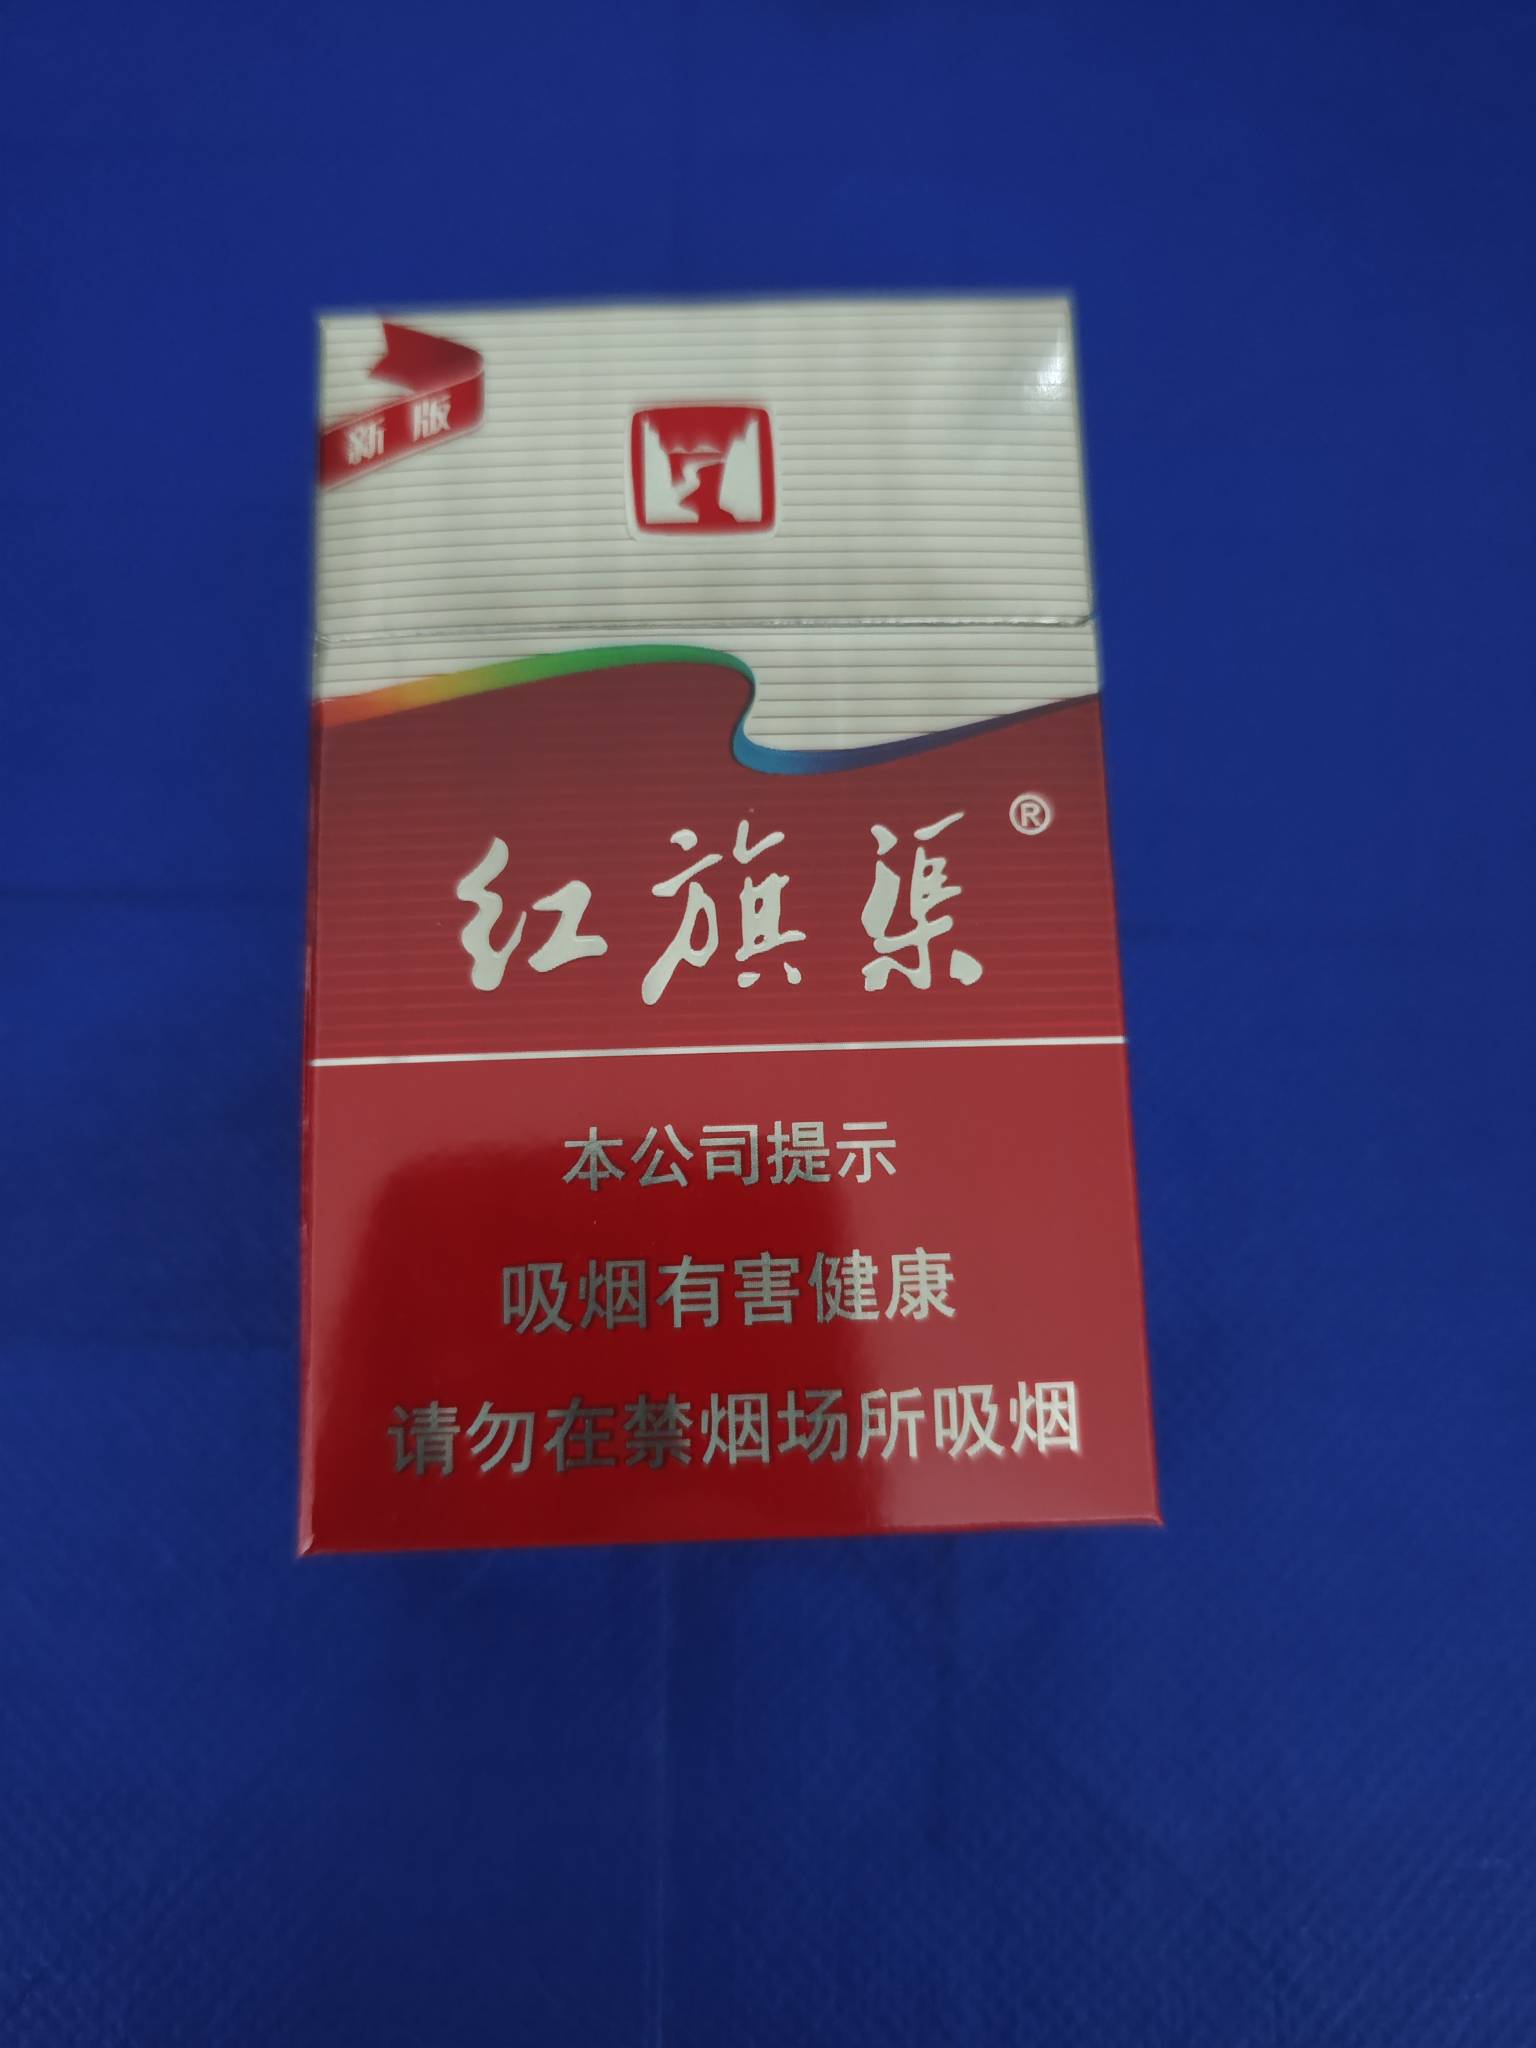 新版
红旗渠®
本公司提示
吸烟有害健康
请勿在禁烟场所吸烟